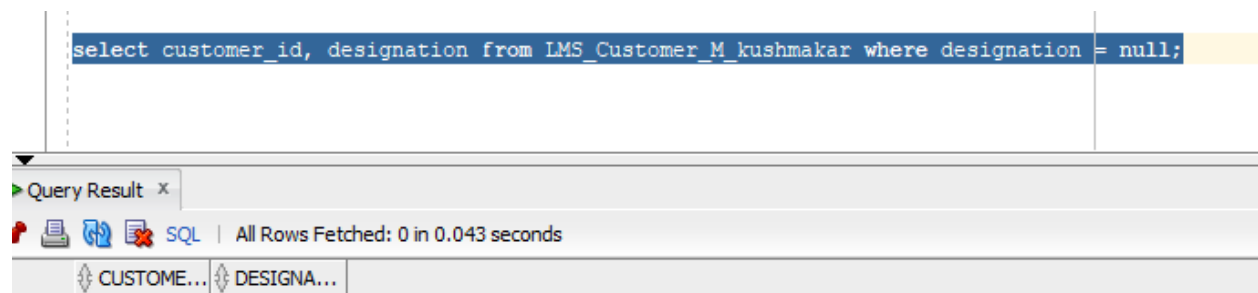 select customer_id, designation from LMS_Customer_M_kushmakar where designation = null;
Query Result x
SQL | All Rows Fetched: 0 in 0.043 seconds
CUSTOME... DESIGNA...